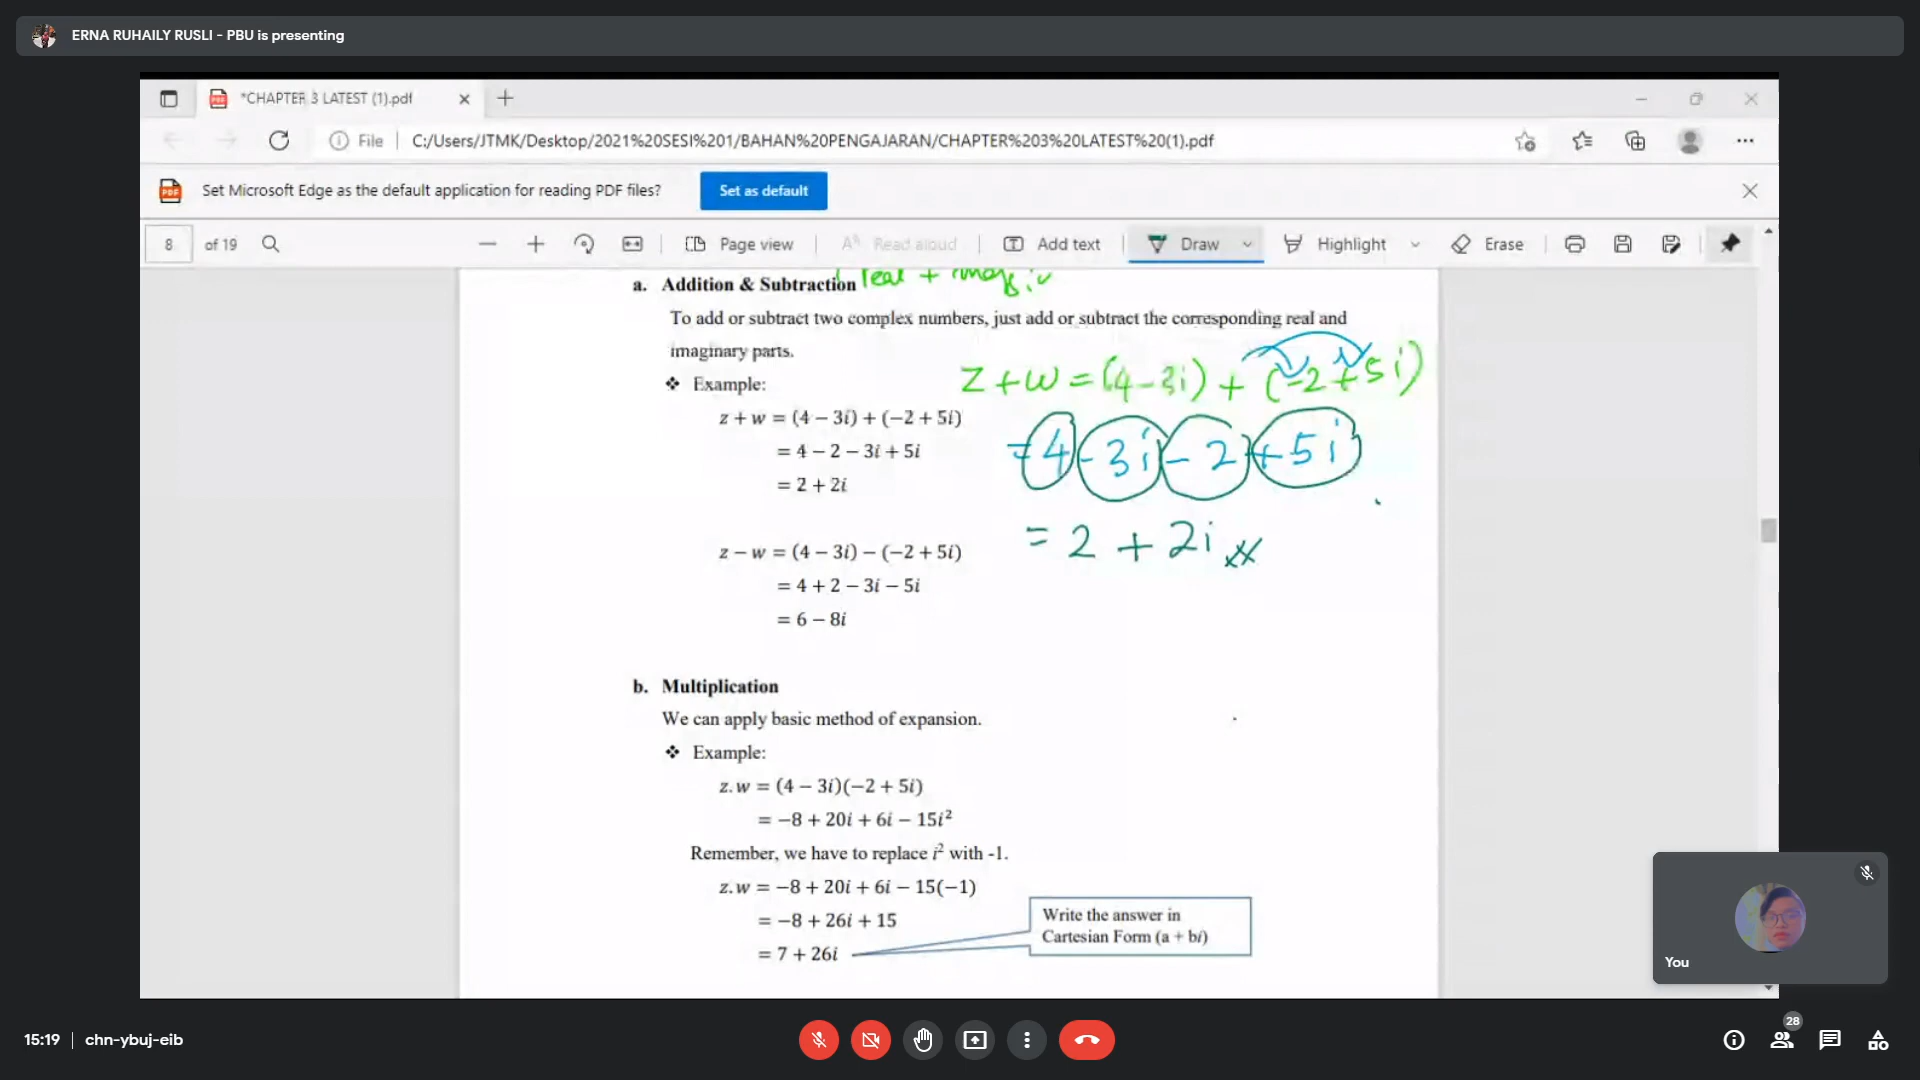 ERNA RUHAILY RUSLI - PBU is presenting
*CHAPTER 3 LATEST (1).pdf
File
C:/Users/JTMK/Desktop/2021%20SESI%201/BAHAN%20PENGAJARAN/CHAPTER%203%20LATEST%20(1).pdf
Set Microsoft Edge as the default application for reading PDF files? Set as default
8 of 19 Page view Read aloud Add text Draw Highlight Erase
a. Addition & Subtraction real +
To add or subtract two complex numbers, just add or subtract the corresponding real and
imaginary parts.
❖ Example:
z + w = (4 − 3i) + (−2 + 5i)
= 4 − 2 − 3i + 5i
= 2 + 2i
z + w = (4 − 3i) + (−2 + 5i)
= 4 − 3i − 2 + 5i
= 2 + 2i
z − w = (4 − 3i) − (−2 + 5i)
= 4 + 2 − 3i − 5i
= 6 − 8i
b. Multiplication
We can apply basic method of expansion.
❖ Example:
z. w = (4 − 3i)(−2 + 5i)
= −8 + 20i + 6i − 15i²
Remember, we have to replace i² with -1.
z. w = −8 + 20i + 6i − 15(−1)
= −8 + 26i + 15
= 7 + 26i
Write the answer in
Cartesian Form (a + bi)
You
15:19 | chn-ybuj-eib
28